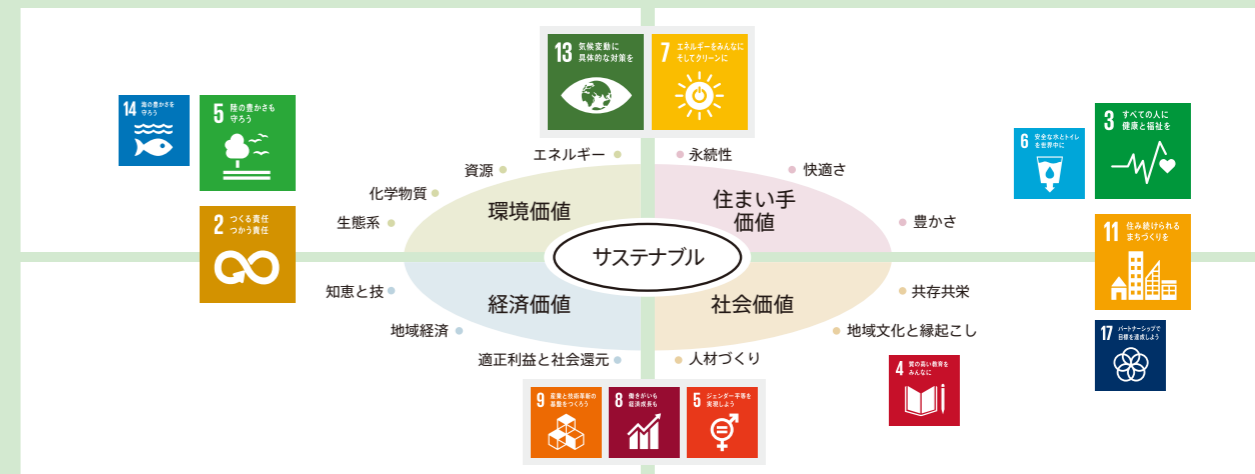 13 気候変動に
具体的な対策を
7 エネルギーをみんなに
そしてクリーンに
14 海の豊かさを
守ろう
5 陸の豊かさも
守ろう
3 すべての人に
健康と福祉を
6 安全な水とトイレ
を世界中に
エネルギー
永続性
資源
快適さ
化学物質
生態系
豊かさ
環境価値
住まい手
価値
2 つくる責任
つかう責任
11 住み続けられる
まちづくりを
サステナブル
知恵と技
共存共栄
経済価値
社会価値
地域経済
地域文化と縁起こし
適正利益と社会還元
人材づくり
17 パートナーシップで
目標を達成しよう
4 質の高い教育を
みんなに
9 産業と技術革新の
基盤をつくろう
8 働きがいも
経済成長も
5 ジェンダー平等を
実現しよう